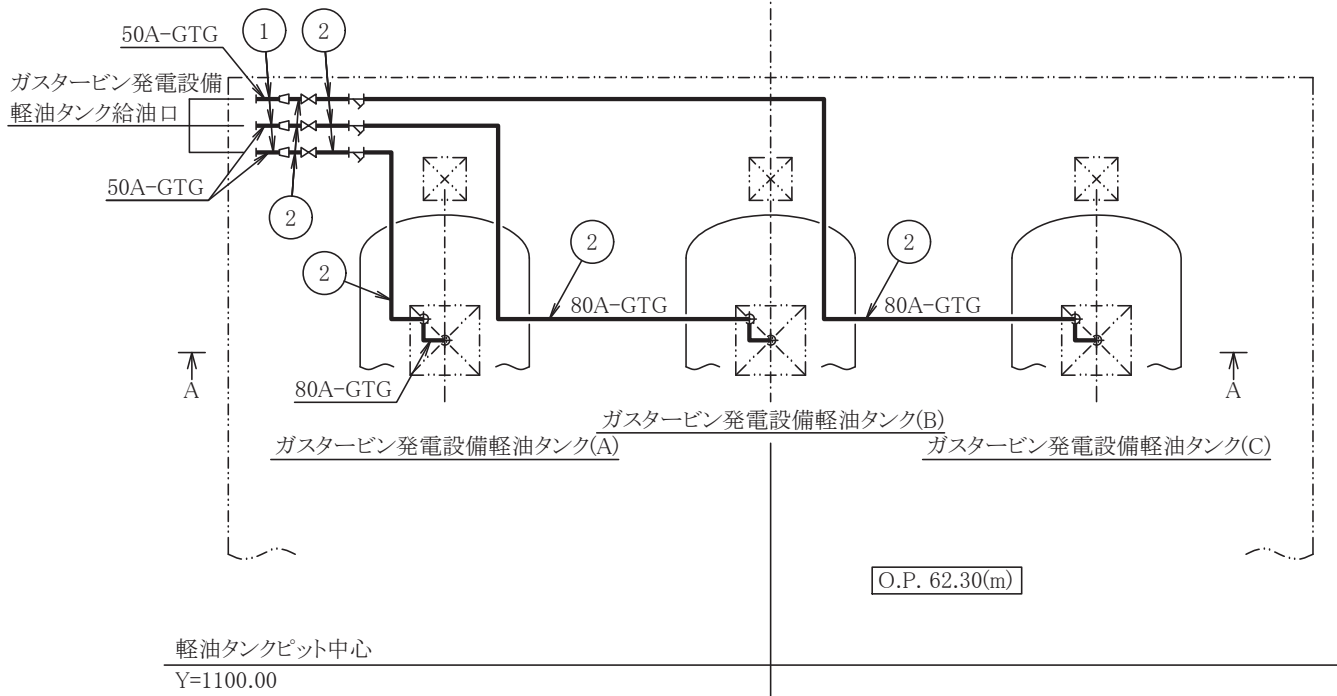 50A-GTG
1
2
ガスタービン発電設備
軽油タンク給油口
50A-GTG
2
2
2
2
80A-GTG
80A-GTG
A
A
80A-GTG
ガスタービン発電設備軽油タンク(B)
ガスタービン発電設備軽油タンク(A)
ガスタービン発電設備軽油タンク(C)
O.P. 62.30(m)
軽油タンクピット中心
Y=1100.00